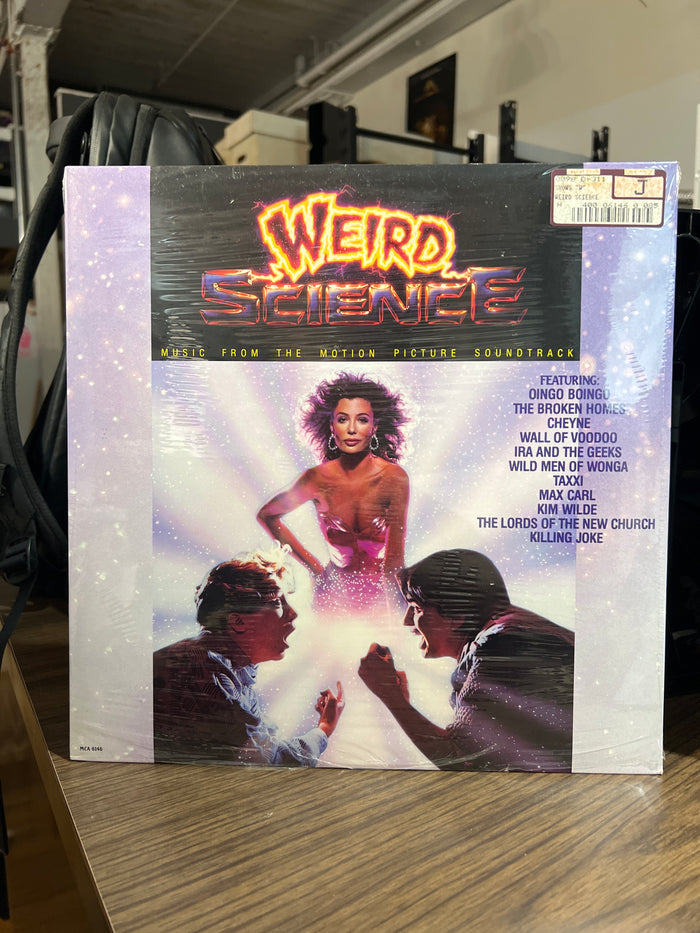 WEIRD
SCIENCE
MUSIC FROM THE MOTION PICTURE SOUNDTRACK
J
WEIRD SCIENCE
FEATURING:
OINGO BOINGO
THE BROKEN HOMES
CHEYNE
WALL OF VOODOO
IRA AND THE GEEKS
WILD MEN OF WONGA
TAXXI
MAX CARL
KIM WILDE
THE LORDS OF THE NEW CHURCH
KILLING JOKE
MCA 6146